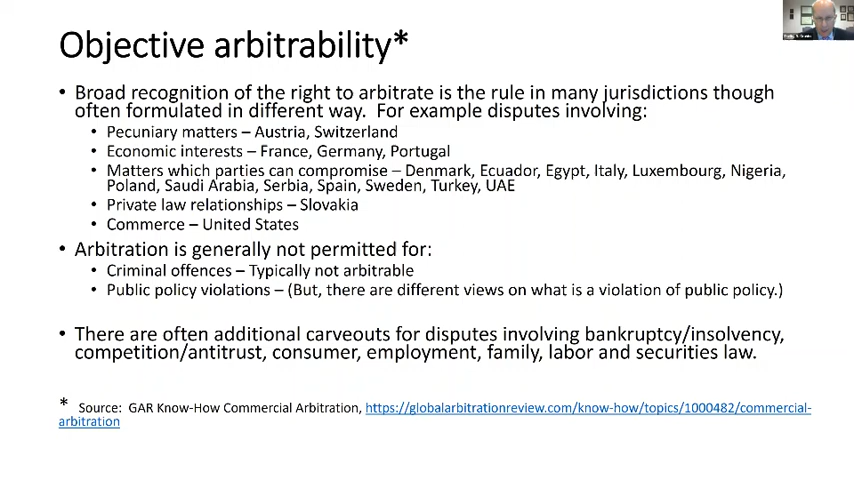 Objective arbitrability*
• Broad recognition of the right to arbitrate is the rule in many jurisdictions though
often formulated in different way. For example disputes involving:
• Pecuniary matters – Austria, Switzerland
• Economic interests – France, Germany, Portugal
• Matters which parties can compromise – Denmark, Ecuador, Egypt, Italy, Luxembourg, Nigeria,
Poland, Saudi Arabia, Serbia, Spain, Sweden, Turkey, UAE
• Private law relationships – Slovakia
• Commerce – United States
• Arbitration is generally not permitted for:
• Criminal offences – Typically not arbitrable
• Public policy violations – (But, there are different views on what is a violation of public policy.)
• There are often additional carveouts for disputes involving bankruptcy/insolvency,
competition/antitrust, consumer, employment, family, labor and securities law.
* Source: GAR Know-How Commercial Arbitration, https://globalarbitrationreview.com/know-how/topics/1000482/commercial-
arbitration